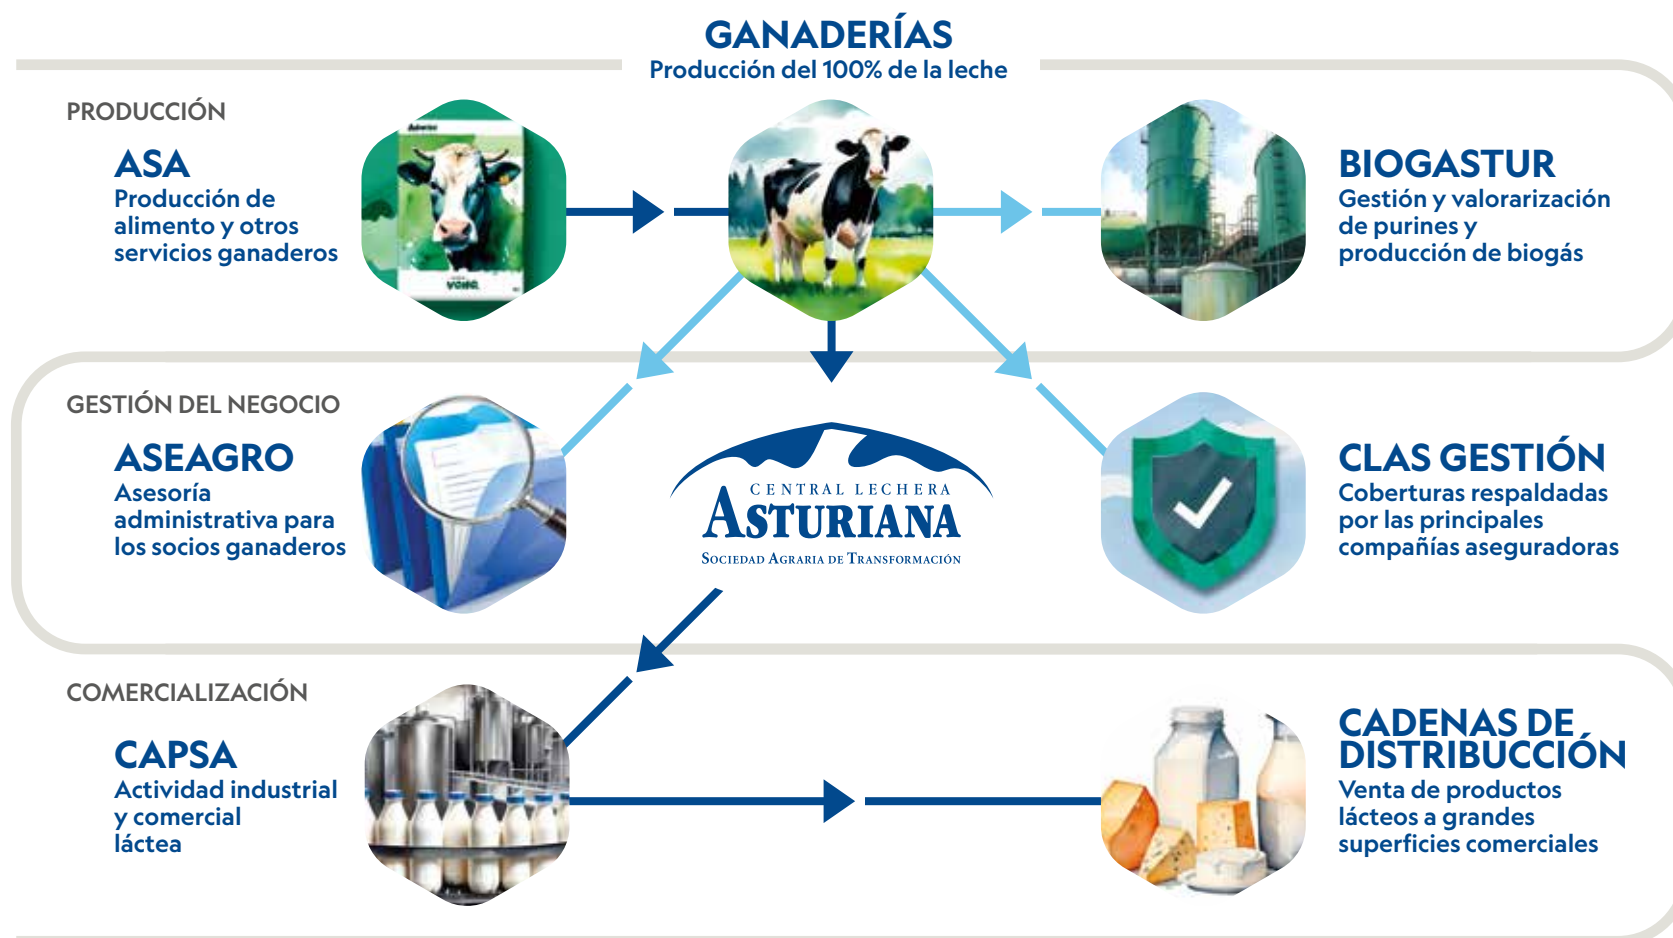 GANADERÍAS
Producción del 100% de la leche
PRODUCCIÓN
ASA
Producción de
alimento y otros
servicios ganaderos
BIOGASTUR
Gestión y valorarización
de purines y
producción de biogás
GESTIÓN DEL NEGOCIO
ASEAGRO
Asesoría
administrativa para
los socios ganaderos
CENTRAL LECHERA
ASTURIANA
SOCIEDAD AGRARIA DE TRANSFORMACIÓN
CLAS GESTIÓN
Coberturas respaldadas
por las principales
compañías aseguradoras
COMERCIALIZACIÓN
CAPSA
Actividad industrial
y comercial
láctea
CADENAS DE
DISTRIBUCCIÓN
Venta de productos
lácteos a grandes
superficies comerciales